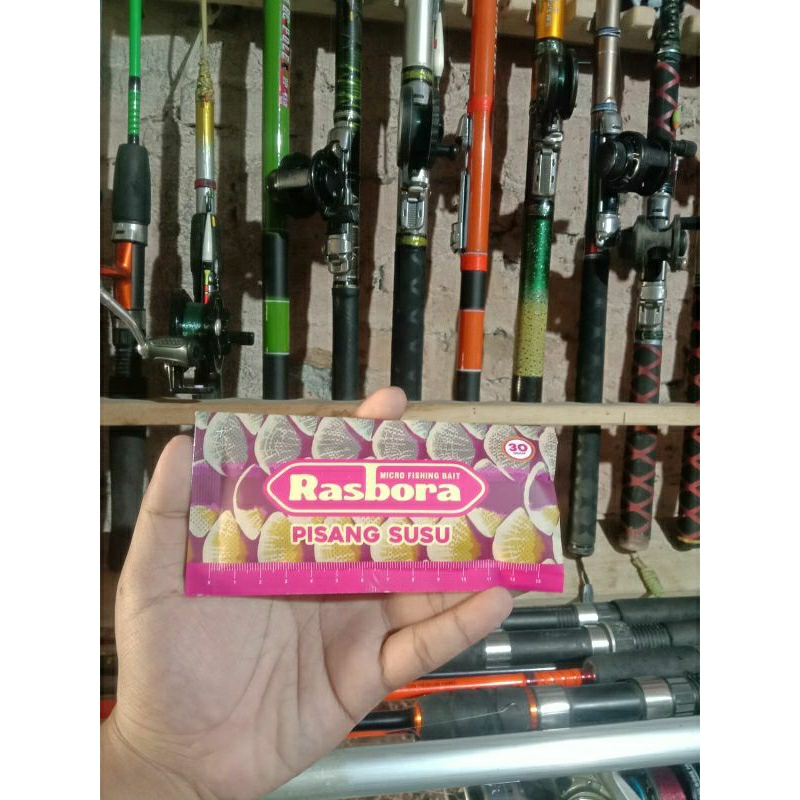 30
MICRO FISHING BAIT
Rasbora
PISANG SUSU